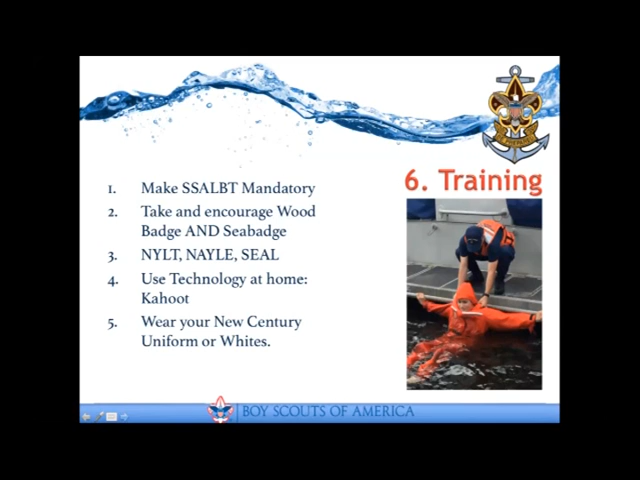 6. Training
1. Make SSALBT Mandatory
2. Take and encourage Wood
Badge AND Seabadge
3. NYLT, NAYLE, SEAL
4. Use Technology at home:
Kahoot
5. Wear your New Century
Uniform or Whites.
BOY SCOUTS OF AMERICA